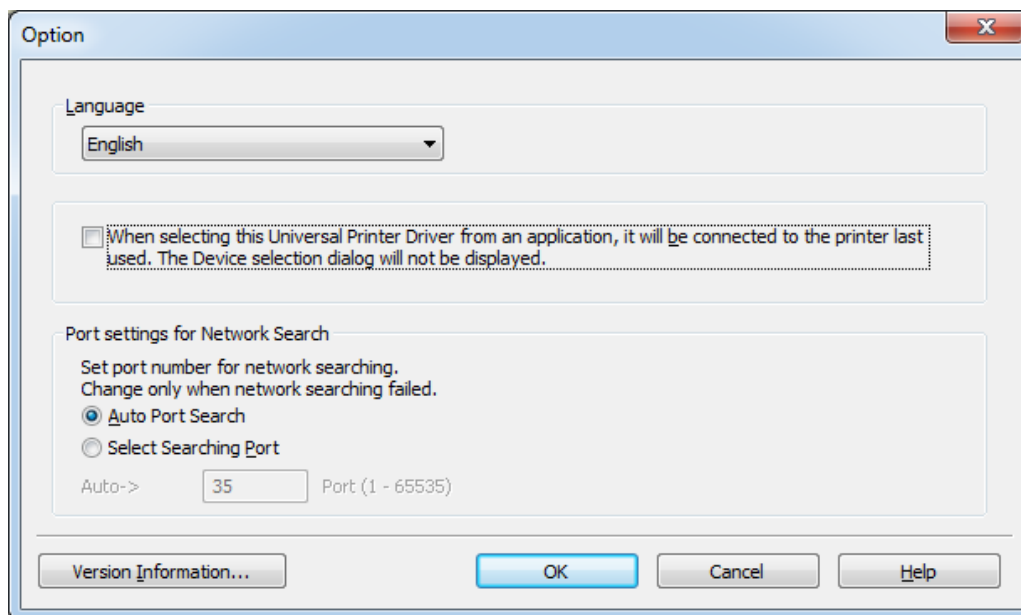 Option
Language
English
When selecting this Universal Printer Driver from an application, it will be connected to the printer last
used. The Device selection dialog will not be displayed.
Port settings for Network Search
Set port number for network searching.
Change only when network searching failed.
Auto Port Search
Select Searching Port
Auto-> 35 Port (1 - 65535)
Version Information... OK Cancel Help